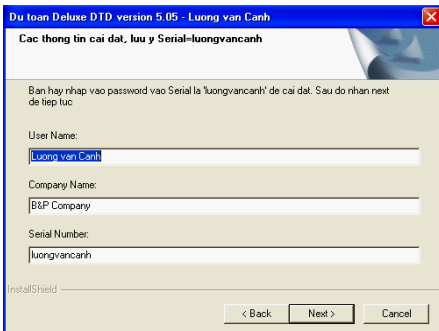 Du toan Deluxe DTD version 5.05 - Luong van Canh
Cac thong tin cai dat, luu y Serial=luongvancanh
Ban hay nhap vao password vao Serial la 'luongvancanh' de cai dat. Sau do nhan next
de tiep tuc
User Name:
Luong van Canh
Company Name:
B&P Company
Serial Number:
luongvancanh
InstallShield
< Back
Next >
Cancel